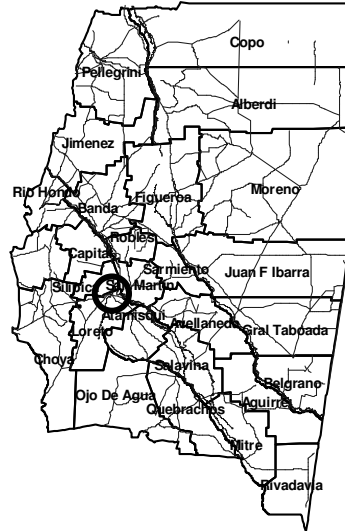 Copo
Pellegrini
Alberdi
Jimenez
Rio Hondo
Figueroa
Moreno
Banda
Robles
Capital
Sarmiento
Juan F Ibarra
Silipica
San Martin
Atamisqui
Loreto
Avellaneda
Gral Taboada
Choya
Salavina
Belgrano
Ojo De Agua
Quebrachos
Aguirre
Mitre
Rivadavia